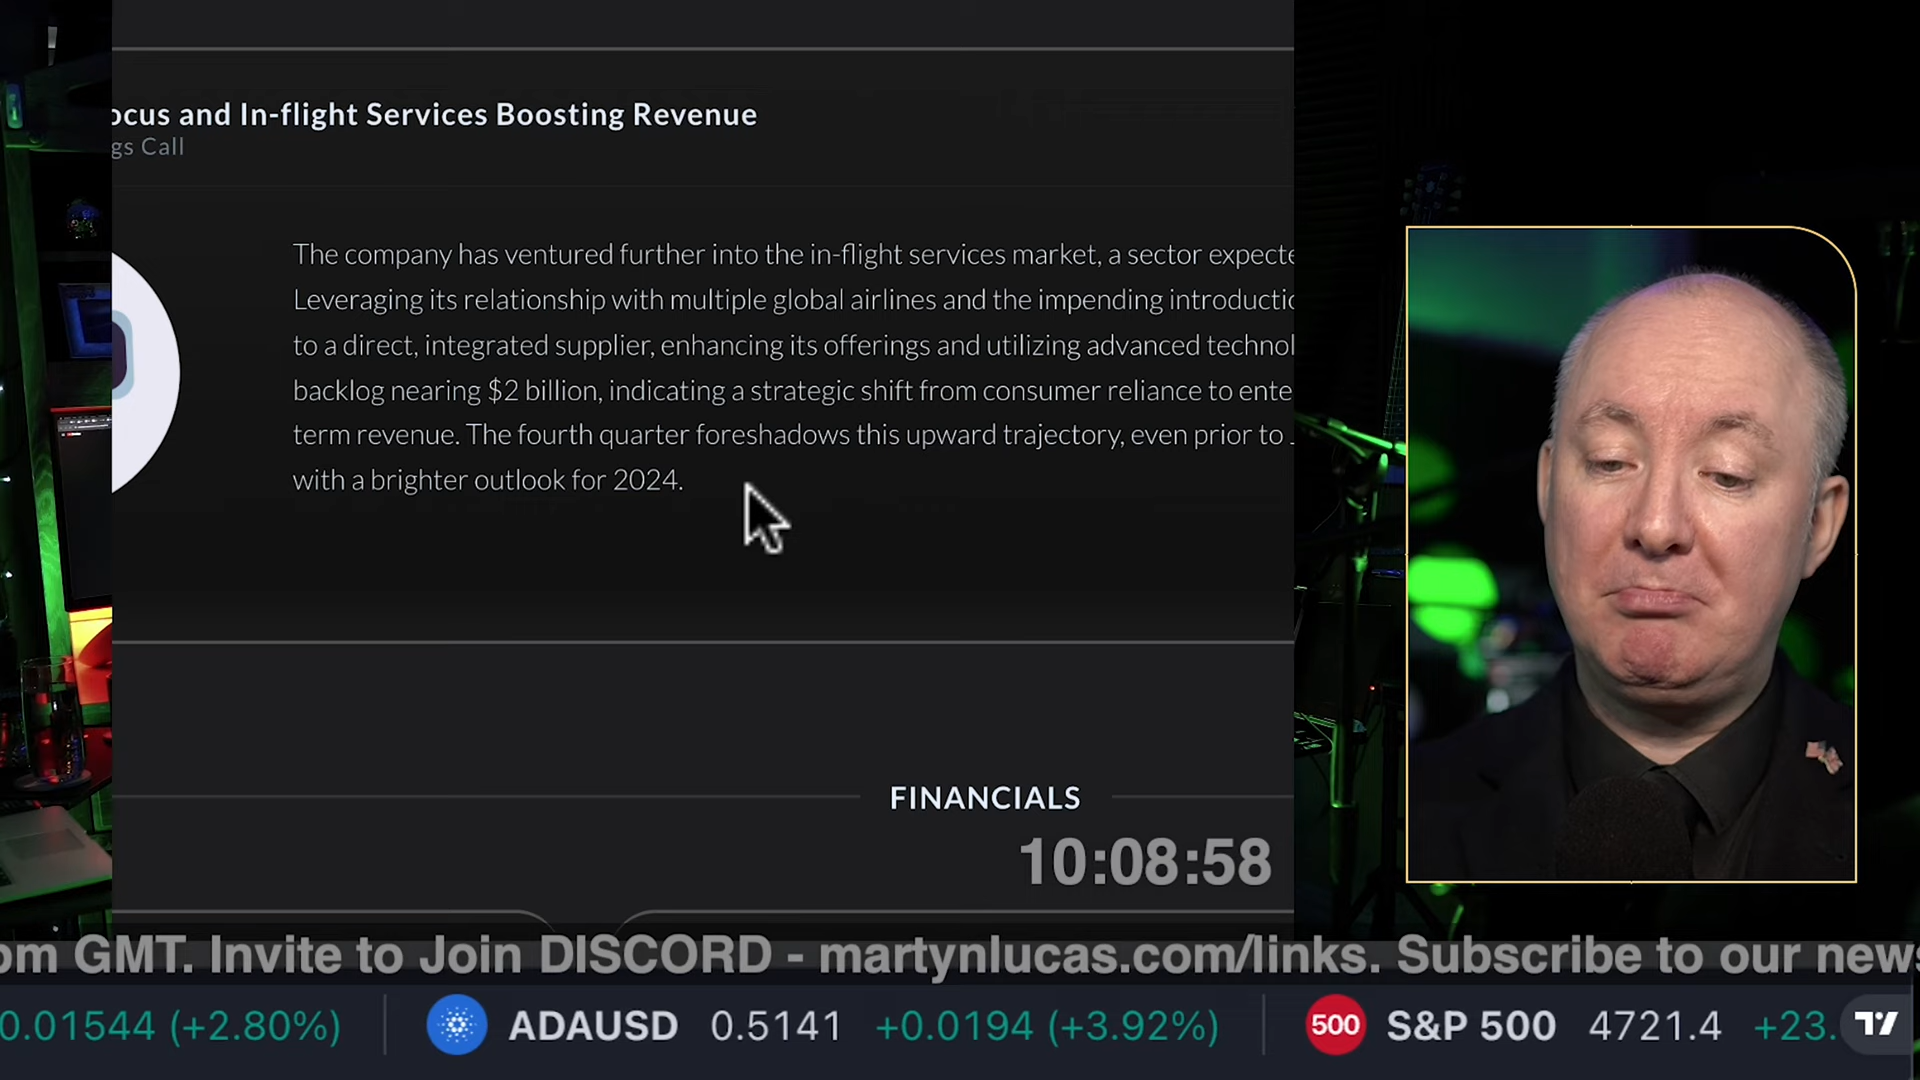 ocus and In-flight Services Boosting Revenue
gs Call
The company has ventured further into the in-flight services market, a sector expecte
Leveraging its relationship with multiple global airlines and the impending introductio
to a direct, integrated supplier, enhancing its offerings and utilizing advanced technol
backlog nearing $2 billion, indicating a strategic shift from consumer reliance to ente
term revenue. The fourth quarter foreshadows this upward trajectory, even prior to
with a brighter outlook for 2024.
FINANCIALS
10:08:58
pm GMT. Invite to Join DISCORD - martynlucas.com/links. Subscribe to our news
0.01544 (+2.80%) ADAUSD 0.5141 +0.0194 (+3.92%) 500 S&P 500 4721.4 +23.